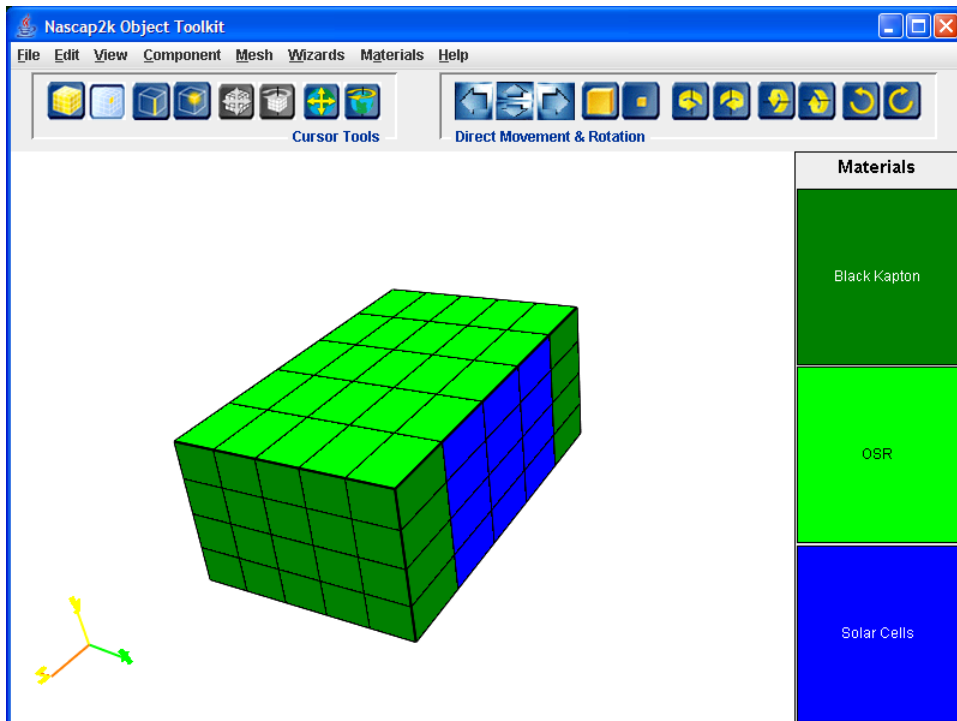 Nascap2k Object Toolkit
File Edit View Component Mesh Wizards Materials Help
Cursor Tools
Direct Movement & Rotation
Materials
Black Kapton
OSR
Solar Cells
y